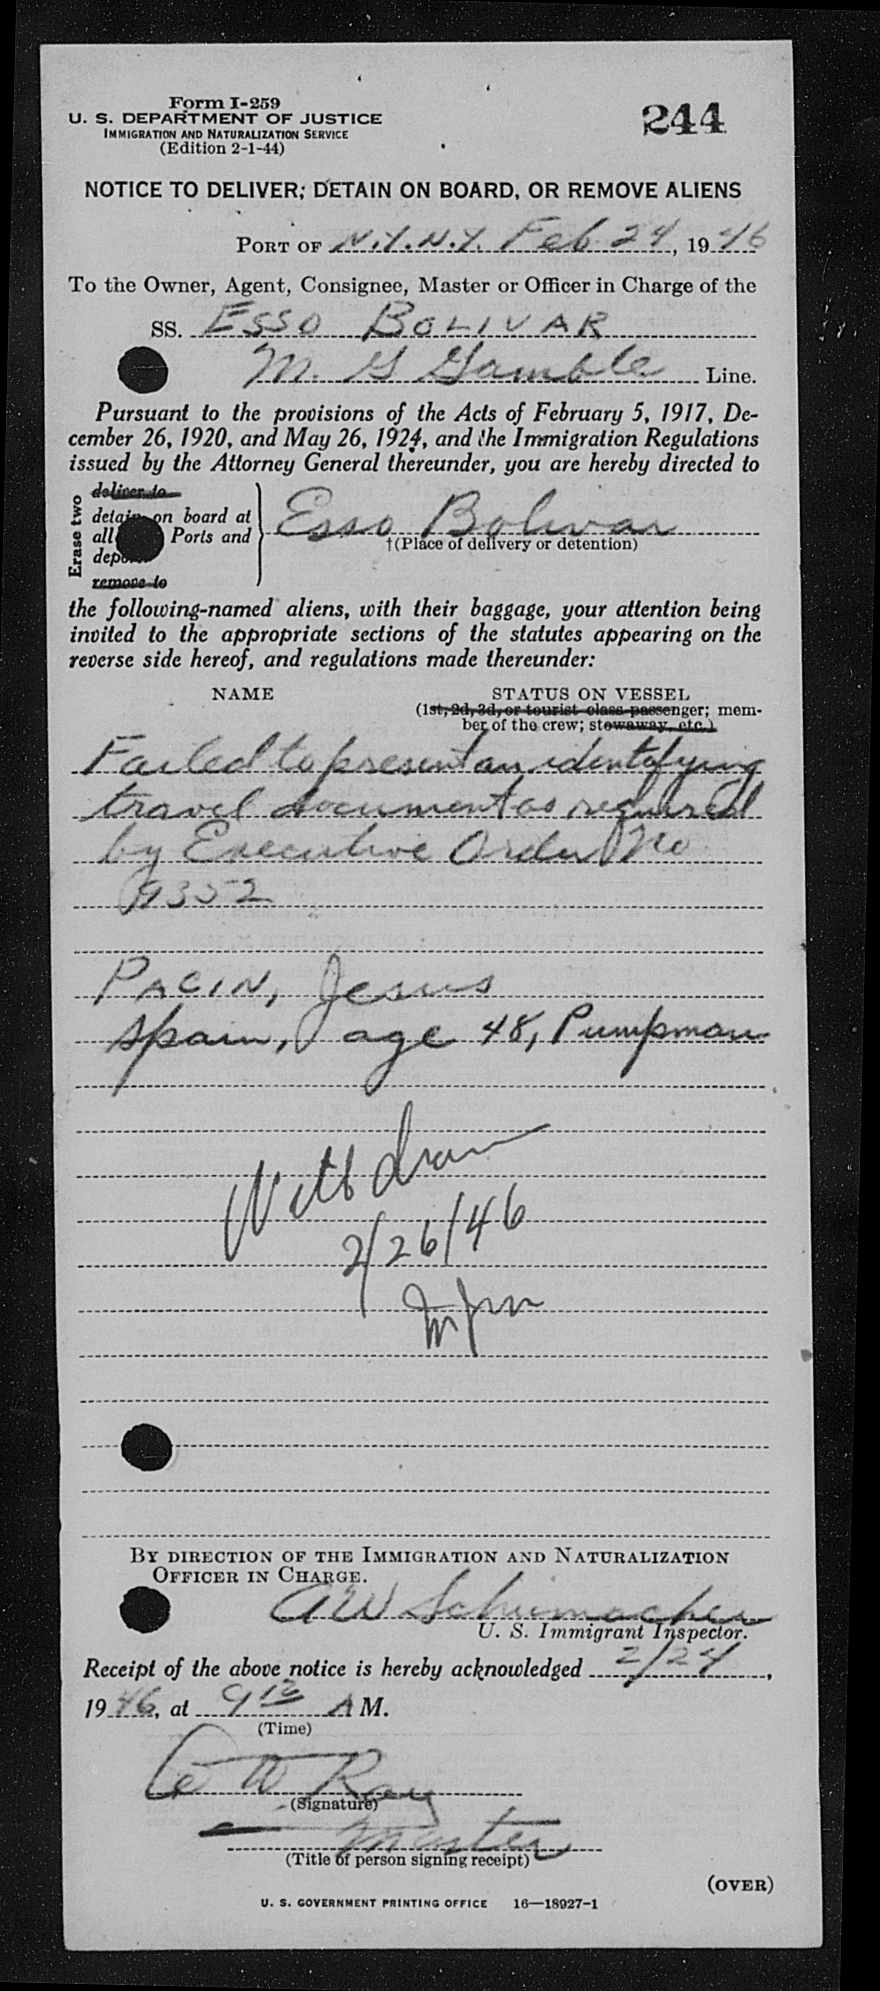 Form I-259
U. S. DEPARTMENT OF JUSTICE
IMMIGRATION AND NATURALIZATION SERVICE
(Edition 2-1-44)
244
NOTICE TO DELIVER; DETAIN ON BOARD, OR REMOVE ALIENS
PORT OF N.Y.N.Y. Feb 24, 1946
To the Owner, Agent, Consignee, Master or Officer in Charge of the
SS. ESSO BOLIVAR
M. G Gamble Line.
Pursuant to the provisions of the Acts of February 5, 1917, De-
cember 26, 1920, and May 26, 1924, and the Immigration Regulations
issued by the Attorney General thereunder, you are hereby directed to
Erase two
deliver to
detain on board at
all Ports and
remove to
Esso Bolivar
†(Place of delivery or detention)
the following-named aliens, with their baggage, your attention being
invited to the appropriate sections of the statutes appearing on the
reverse side hereof, and regulations made thereunder:
NAME STATUS ON VESSEL
(1st, 2d, 3d, or tourist class passenger; mem-
ber of the crew; stowaway, etc.)
Failed to present an identifying
travel document as required
by Executive Order No
9352
PACIN, Jesus
Spain, age 48, Pumpman
Withdrawn
2/26/46
BY DIRECTION OF THE IMMIGRATION AND NATURALIZATION
OFFICER IN CHARGE.
AW Schumacher
U. S. Immigrant Inspector.
Receipt of the above notice is hereby acknowledged 2/24,
1946, at 9 AM.
(Time)
W Ray
(Signature)
Master
(Title of person signing receipt)
(OVER)
U. S. GOVERNMENT PRINTING OFFICE 16—18927-1